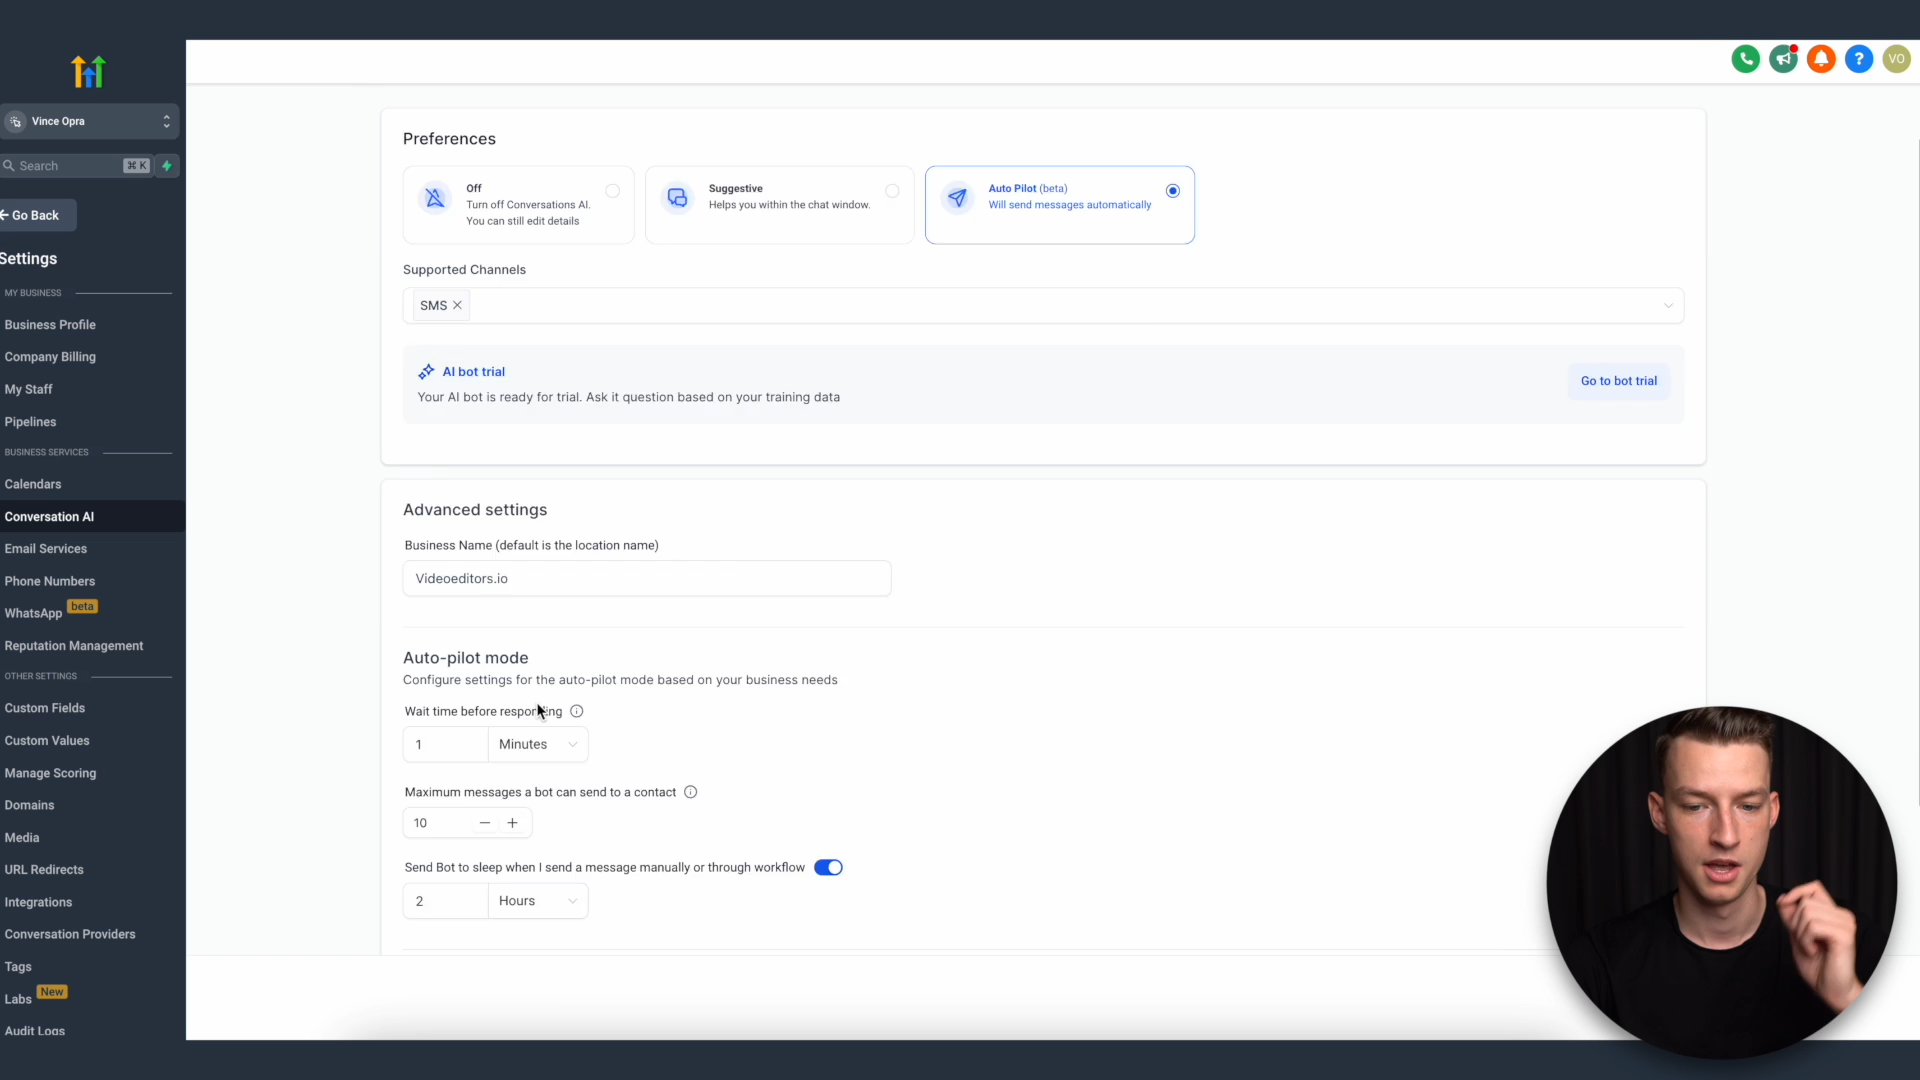 VO
Vince Opra
Search
⌘ K
Go Back
Settings
MY BUSINESS
Business Profile
Company Billing
My Staff
Pipelines
BUSINESS SERVICES
Calendars
Conversation AI
Email Services
Phone Numbers
WhatsApp beta
Reputation Management
OTHER SETTINGS
Custom Fields
Custom Values
Manage Scoring
Domains
Media
URL Redirects
Integrations
Conversation Providers
Tags
Labs New
Audit Logs
Preferences
Off
Turn off Conversations AI.
You can still edit details
Suggestive
Helps you within the chat window.
Auto Pilot (beta)
Will send messages automatically
Supported Channels
SMS
AI bot trial
Your AI bot is ready for trial. Ask it question based on your training data
Go to bot trial
Advanced settings
Business Name (default is the location name)
Videoeditors.io
Auto-pilot mode
Configure settings for the auto-pilot mode based on your business needs
Wait time before responding
1 Minutes
Maximum messages a bot can send to a contact
10
Send Bot to sleep when I send a message manually or through workflow
2 Hours